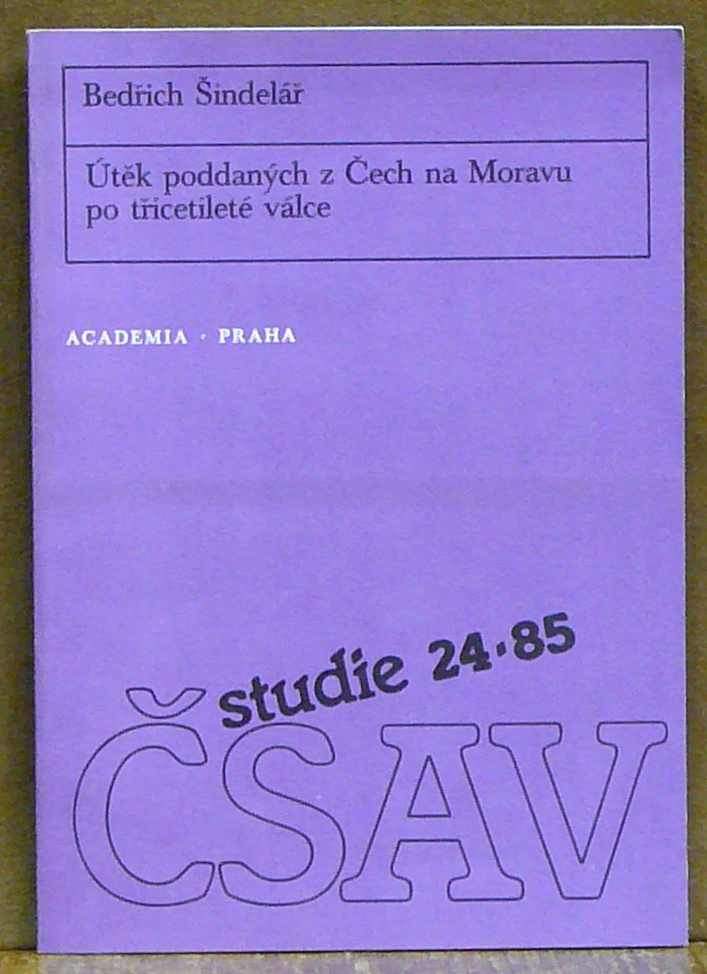 Bedřich Šindelář
Útěk poddaných z Čech na Moravu
po třicetileté válce
ACADEMIA · PRAHA
studie 24·85
ČSAV